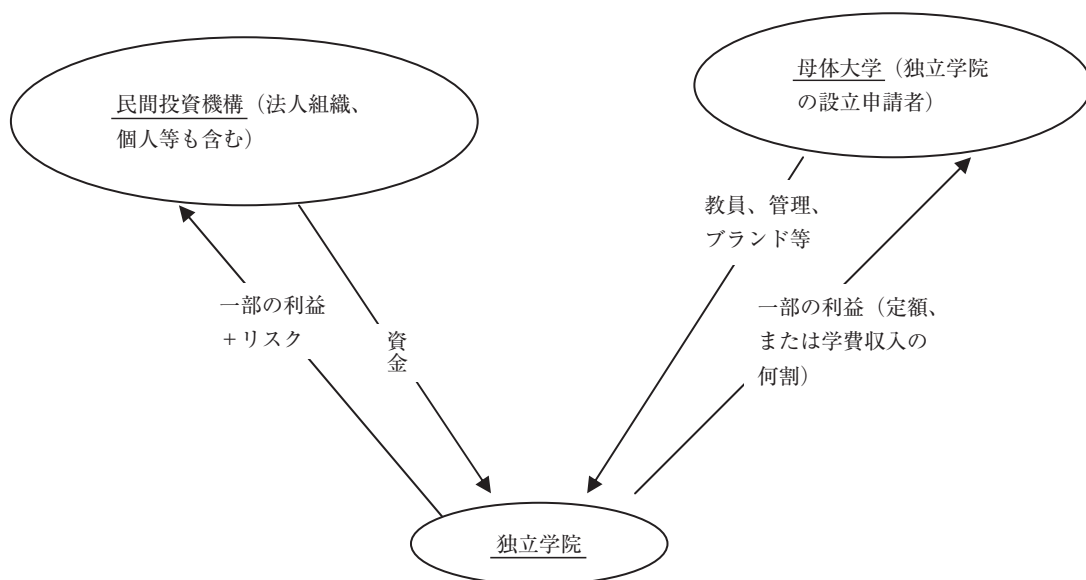 民間投資機構（法人組織、
個人等も含む）
母体大学（独立学院
の設立申請者）
教員、管理、
ブランド等
一部の利益
＋リスク
資金
一部の利益（定額、
または学費収入の
何割）
独立学院